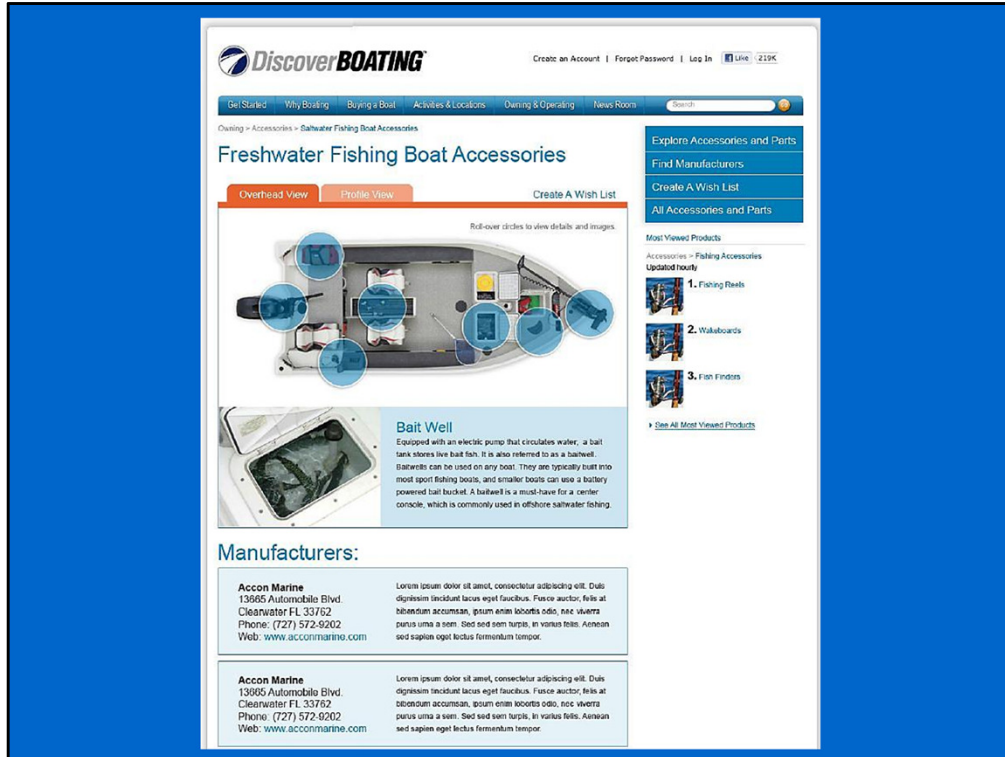 DiscoverBOATING
Create an Account | Forgot Password | Log In Like 219K
Get Started Why Boating Buying a Boat Activities & Locations Owning & Operating News Room Search
Owning > Accessories > Saltwater Fishing Boat Accessories
Freshwater Fishing Boat Accessories
Overhead View Profile View Create A Wish List
Roll-over circles to view details and images.
Bait Well
Equipped with an electric pump that circulates water, a bait
tank stores live bait fish. It is also referred to as a baitwell.
Baitwells can be used on any boat. They are typically built into
most sport fishing boats, and smaller boats can use a battery
powered bait bucket. A baitwell is a must-have for a center
console, which is commonly used in offshore saltwater fishing.
Manufacturers:
Accon Marine
13665 Automobile Blvd.
Clearwater FL 33762
Phone: (727) 572-9202
Web: www.acconmarine.com
Lorem ipsum dolor sit amet, consectetur adipiscing elit. Duis
dignissim tincidunt lacus eget faucibus. Fusce auctor, felis at
bibendum accumsan, ipsum enim lobortis odio, nec viverra
purus urna a sem. Sed sed sem turpis, in varius felis. Aenean
sed sapien eget lectus fermentum tempor.
Accon Marine
13665 Automobile Blvd.
Clearwater FL 33762
Phone: (727) 572-9202
Web: www.acconmarine.com
Lorem ipsum dolor sit amet, consectetur adipiscing elit. Duis
dignissim tincidunt lacus eget faucibus. Fusce auctor, felis at
bibendum accumsan, ipsum enim lobortis odio, nec viverra
purus urna a sem. Sed sed sem turpis, in varius felis. Aenean
sed sapien eget lectus fermentum tempor.
Explore Accessories and Parts
Find Manufacturers
Create A Wish List
All Accessories and Parts
Most Viewed Products
Accessories > Fishing Accessories
Updated hourly
1. Fishing Reels
2. Wakeboards
3. Fish Finders
See All Most Viewed Products